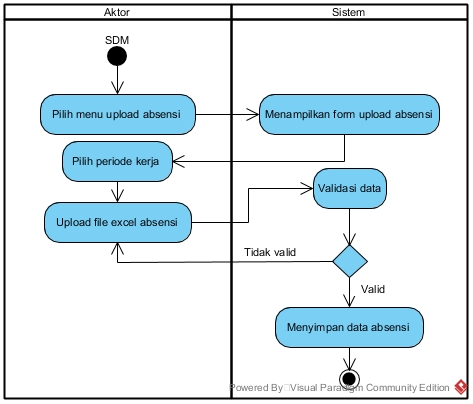 Aktor
Sistem
SDM
Pilih menu upload absensi
Menampilkan form upload absensi
Pilih periode kerja
Validasi data
Upload file excel absensi
Tidak valid
Valid
Menyimpan data absensi
Powered By Visual Paradigm Community Edition